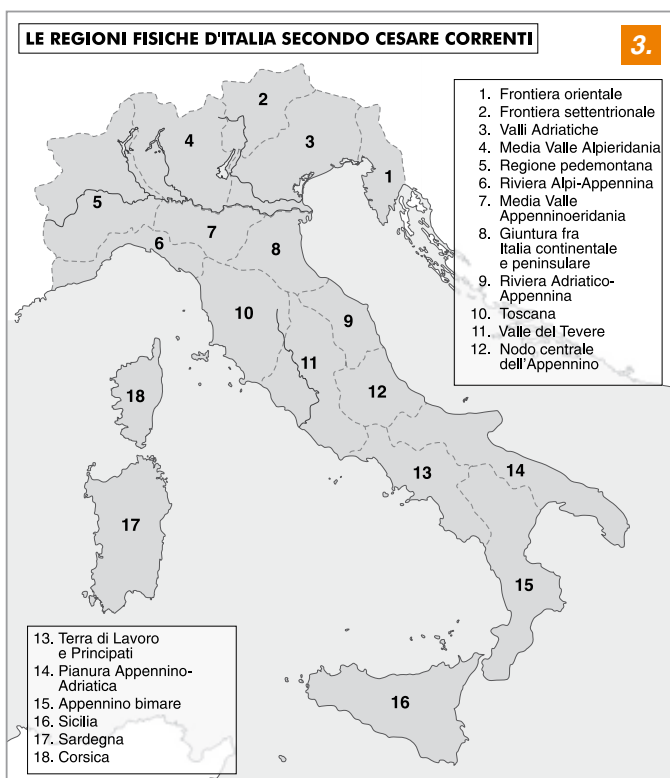 LE REGIONI FISICHE D'ITALIA SECONDO CESARE CORRENTI
3.
1. Frontiera orientale
2. Frontiera settentrionale
3. Valli Adriatiche
4. Media Valle Alpieridania
5. Regione pedemontana
6. Riviera Alpi-Appennina
7. Media Valle
Appenninoeridania
8. Giuntura fra
Italia continentale
e peninsulare
9. Riviera Adriatico-
Appennina
10. Toscana
11. Valle del Tevere
12. Nodo centrale
dell'Appennino
2
4
3
1
5
7
6
8
10
9
11
12
18
13
14
17
15
16
13. Terra di Lavoro
e Principati
14. Pianura Appennino-
Adriatica
15. Appennino bimare
16. Sicilia
17. Sardegna
18. Corsica